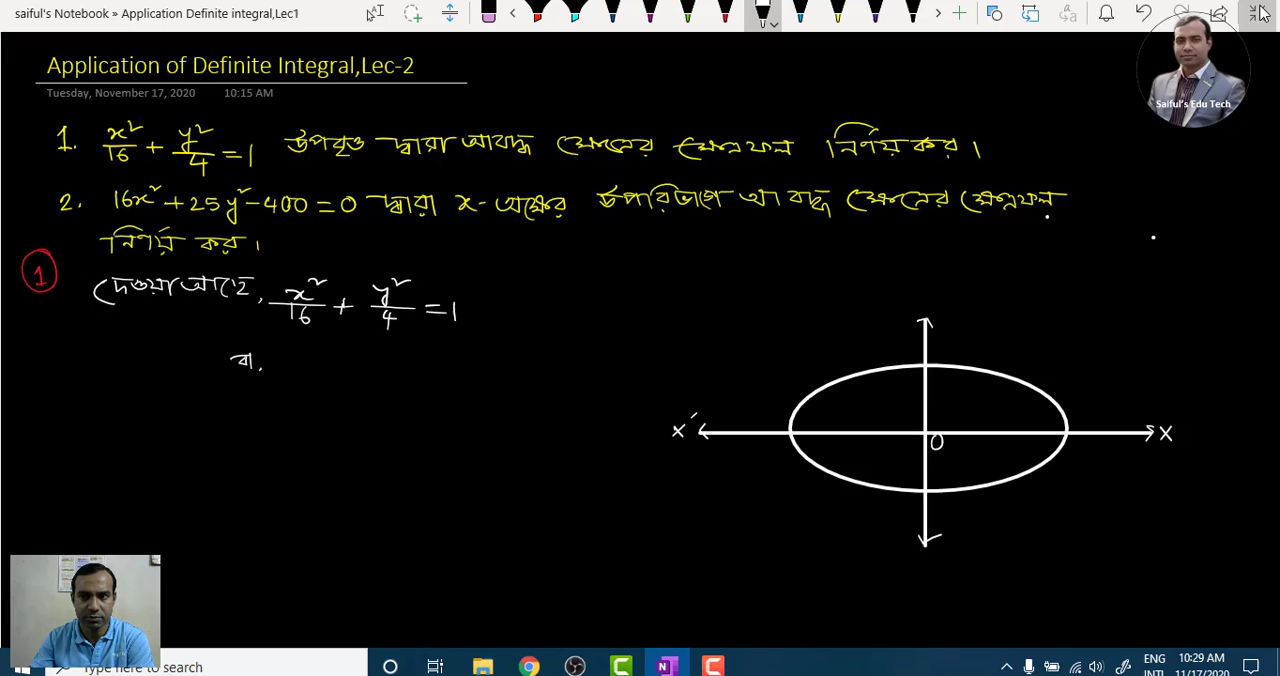 saiful's Notebook » Application Definite integral,Lec1
Saiful's Edu Tech
Application of Definite Integral,Lec-2
Tuesday, November 17, 2020 10:15 AM
1. x²/16 + y²/4 = 1 উপবৃত্ত দ্বারা আবদ্ধ ক্ষেত্রের ক্ষেত্রফল নির্ণয় কর।
2. 16x² + 25y² - 400 = 0 দ্বারা x- অক্ষের উপরিভাগে আবদ্ধ ক্ষেত্রের ক্ষেত্রফল
নির্ণয় কর।
1 দেওয়া আছে, x²/16 + y²/4 = 1
বা,
X′ O X
Type here to search
ENG
INTL
10:29 AM
11/17/2020